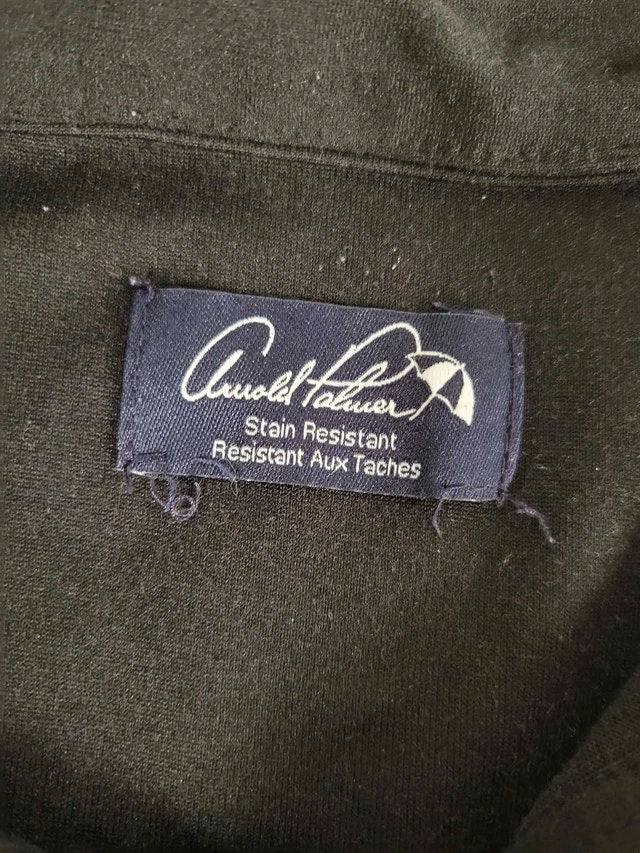 Arnold Palmer
Stain Resistant
Resistant Aux Taches